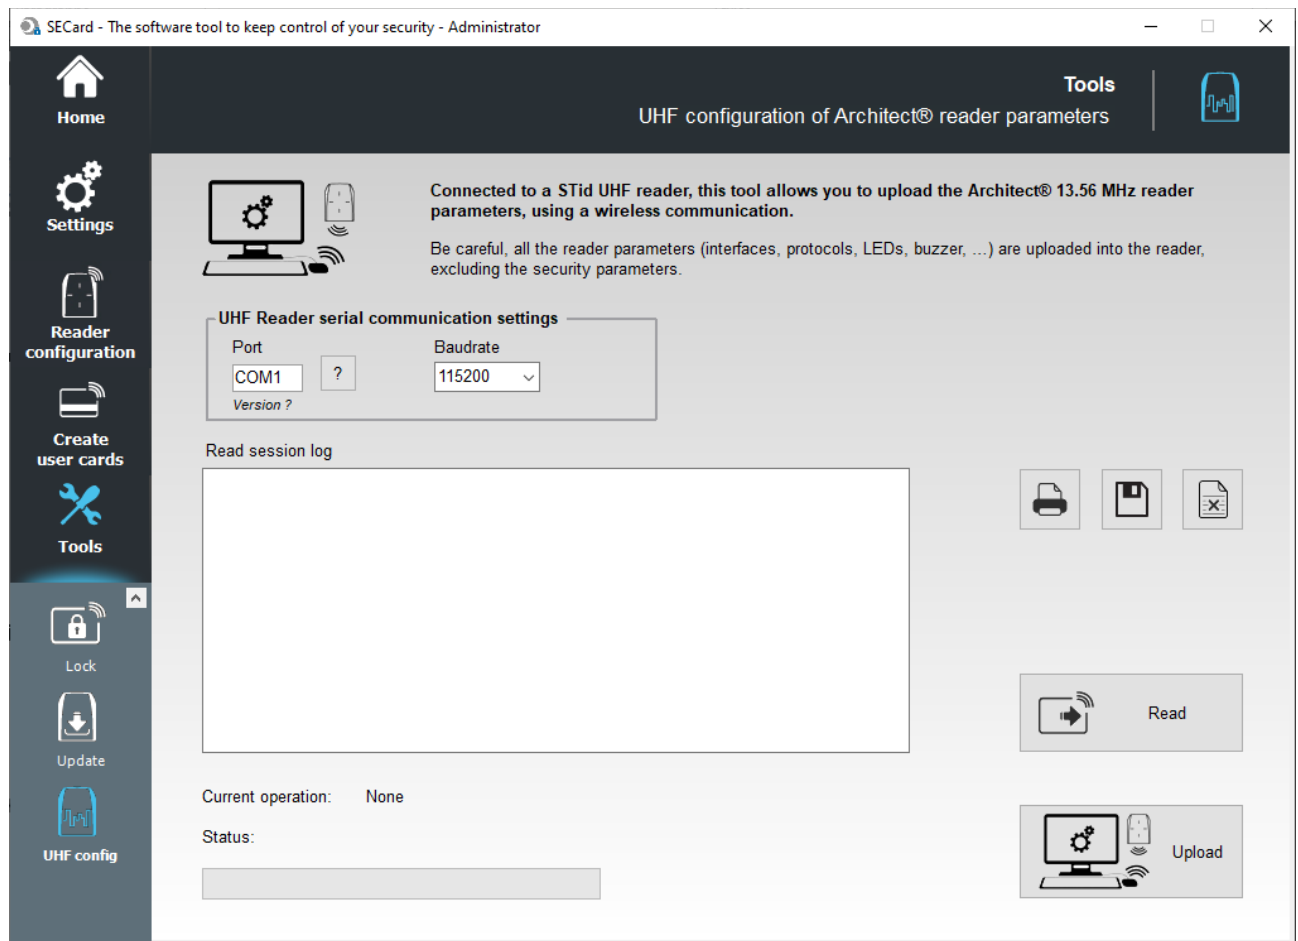 SECard - The software tool to keep control of your security - Administrator
Home
Settings
Reader
configuration
Create
user cards
Tools
Lock
Update
UHF config
Tools
UHF configuration of Architect® reader parameters
Connected to a STid UHF reader, this tool allows you to upload the Architect® 13.56 MHz reader
parameters, using a wireless communication.
Be careful, all the reader parameters (interfaces, protocols, LEDs, buzzer, ...) are uploaded into the reader,
excluding the security parameters.
UHF Reader serial communication settings
Port
Baudrate
COM1
?
115200
Version ?
Read session log
Read
Current operation: None
Status:
Upload